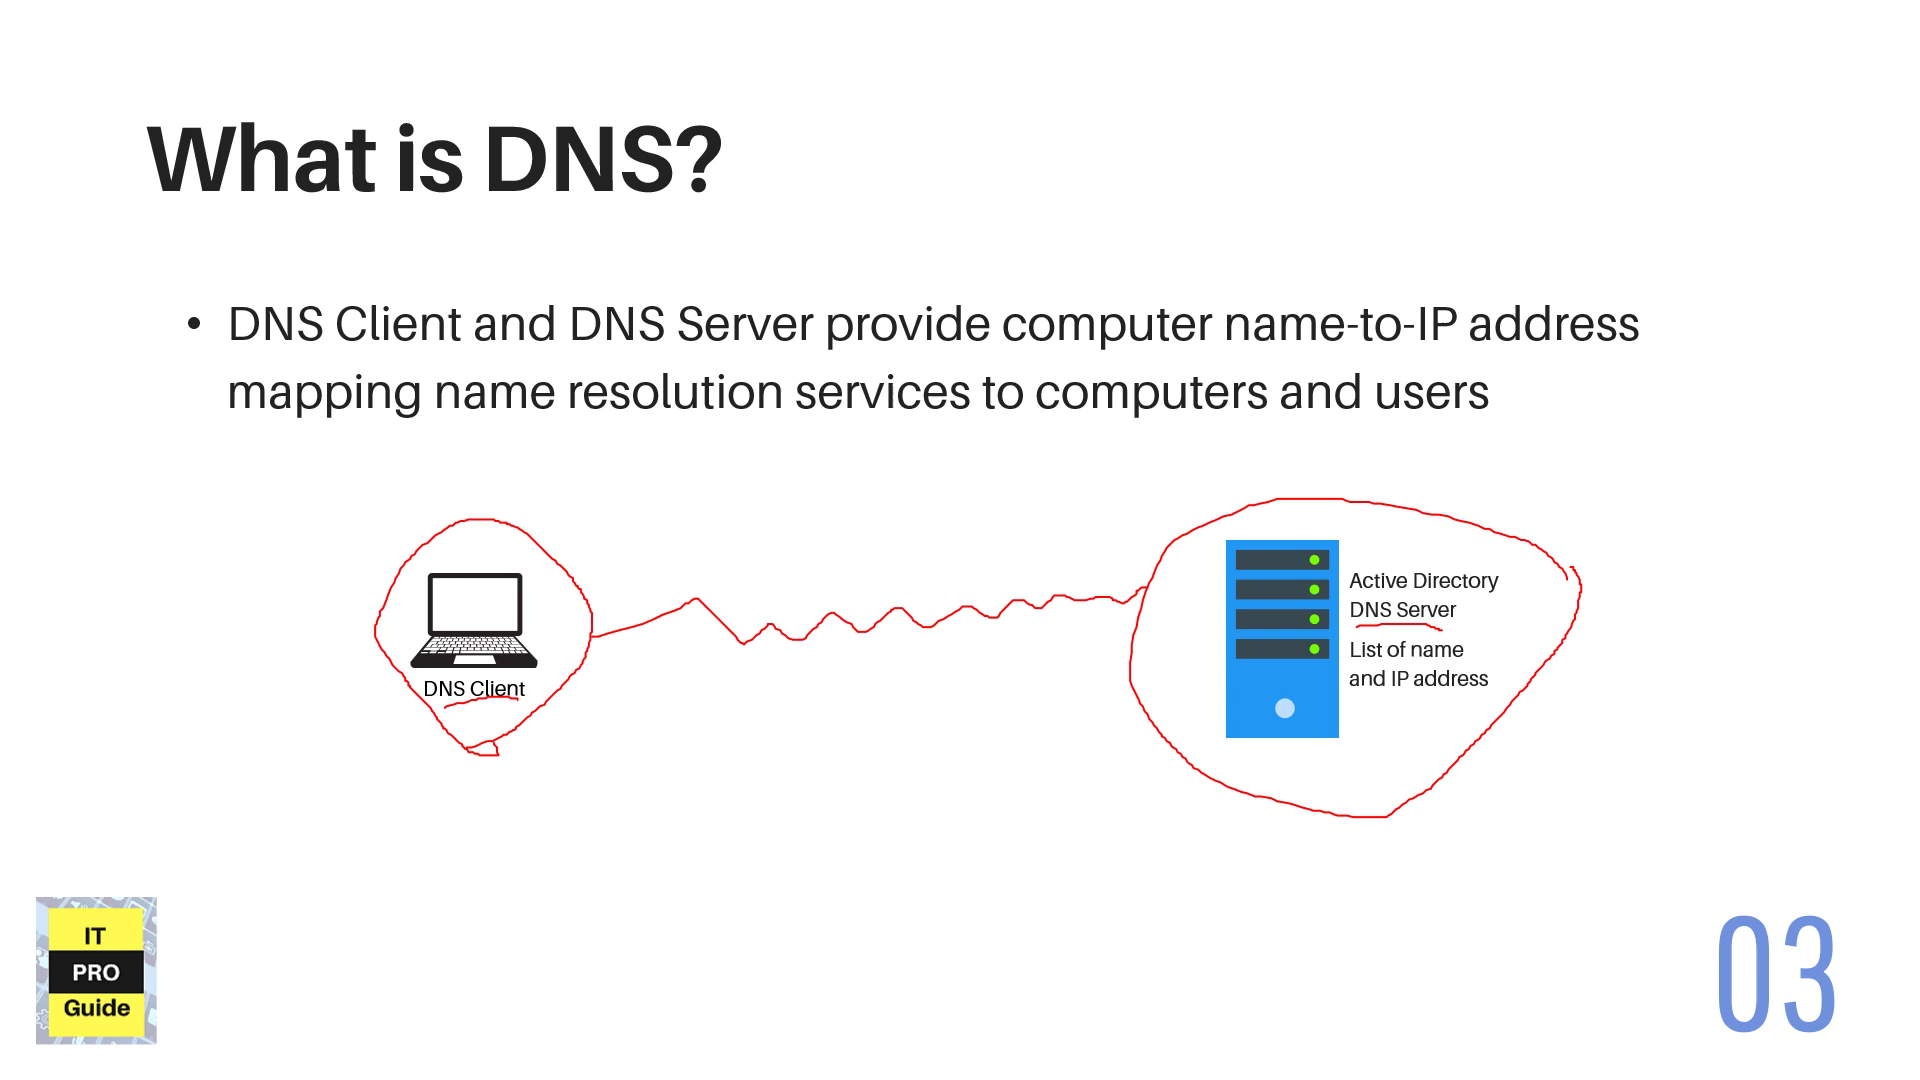 What is DNS?
• DNS Client and DNS Server provide computer name-to-IP address
mapping name resolution services to computers and users
Active Directory
DNS Server
List of name
and IP address
DNS Client
IT
PRO
Guide
03